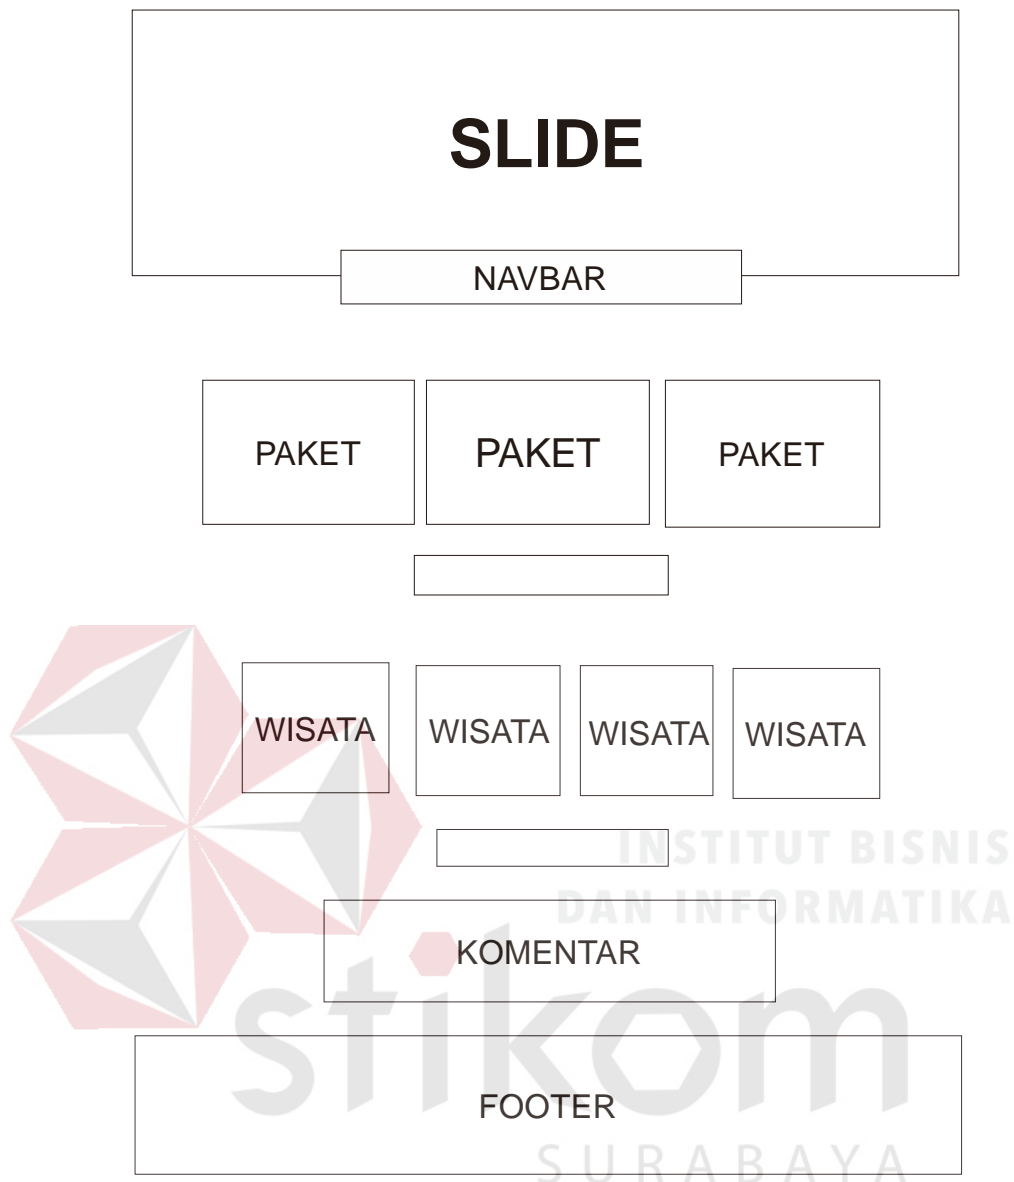 SLIDE
NAVBAR
PAKET PAKET PAKET
WISATA WISATA WISATA WISATA
INSTITUT BISNIS
DAN INFORMATIKA
KOMENTAR
stikom
FOOTER
SURABAYA